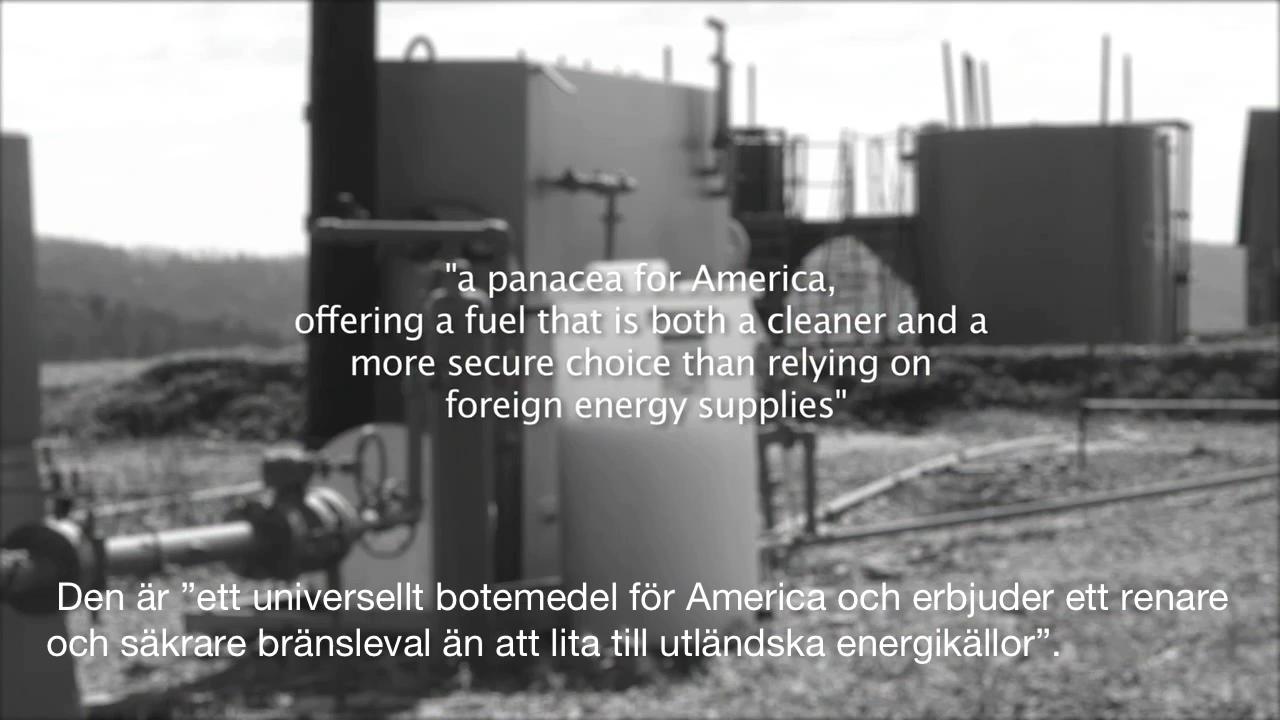 "a panacea for America,
offering a fuel that is both a cleaner and a
more secure choice than relying on
foreign energy supplies"
Den är ”ett universellt botemedel för America och erbjuder ett renare
och säkrare bränsleval än att lita till utländska energikällor”.